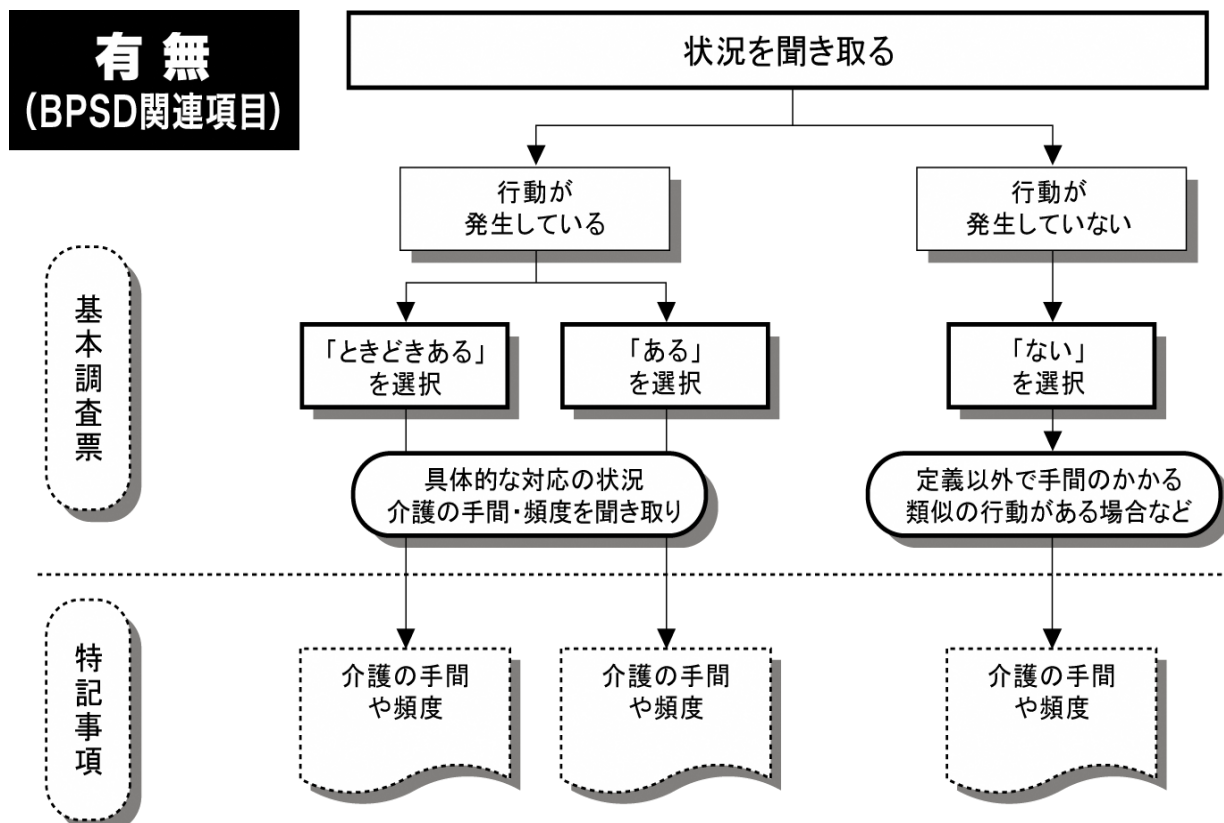 有無
(BPSD関連項目)
状況を聞き取る
行動が
発生している
行動が
発生していない
基本調査票
「ときどきある」
を選択
「ある」
を選択
「ない」
を選択
具体的な対応の状況
介護の手間・頻度を聞き取り
定義以外で手間のかかる
類似の行動がある場合など
特記事項
介護の手間
や頻度
介護の手間
や頻度
介護の手間
や頻度